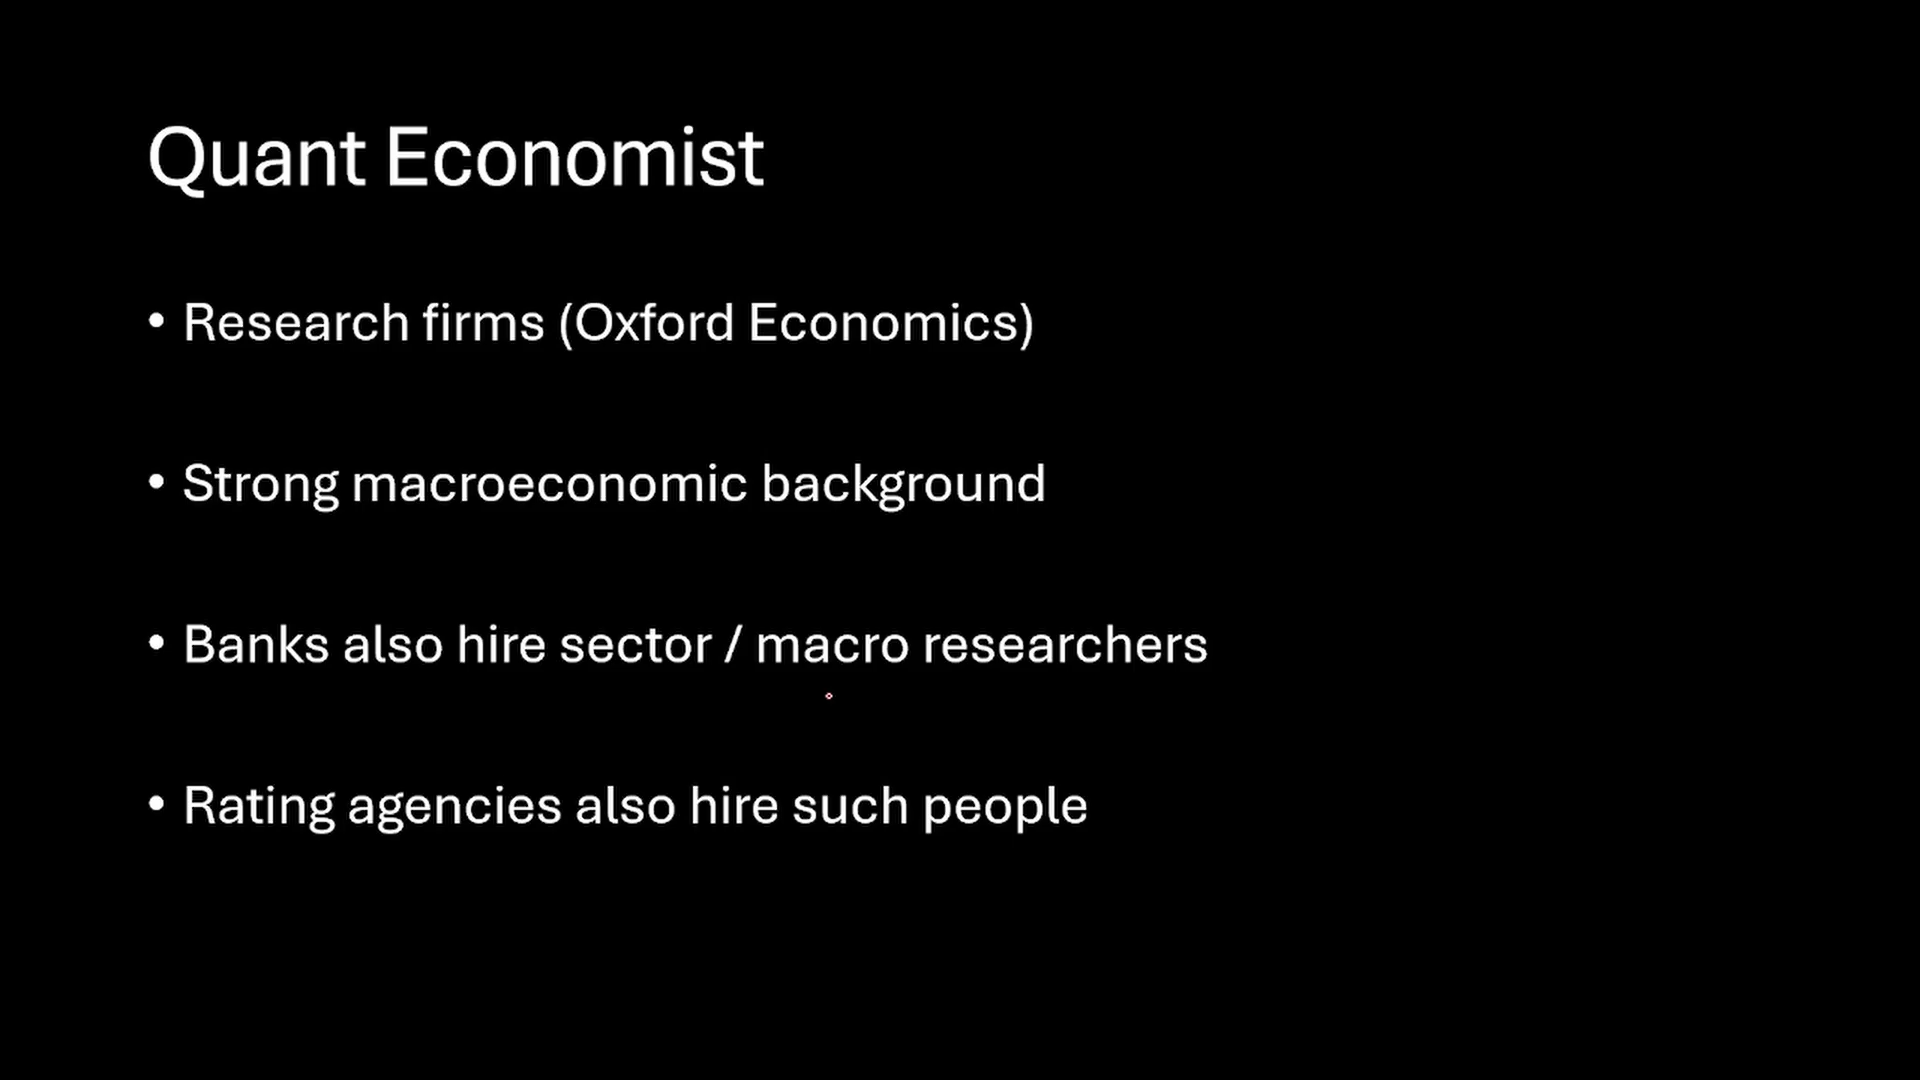 Quant Economist
• Research firms (Oxford Economics)
• Strong macroeconomic background
• Banks also hire sector / macro researchers
• Rating agencies also hire such people